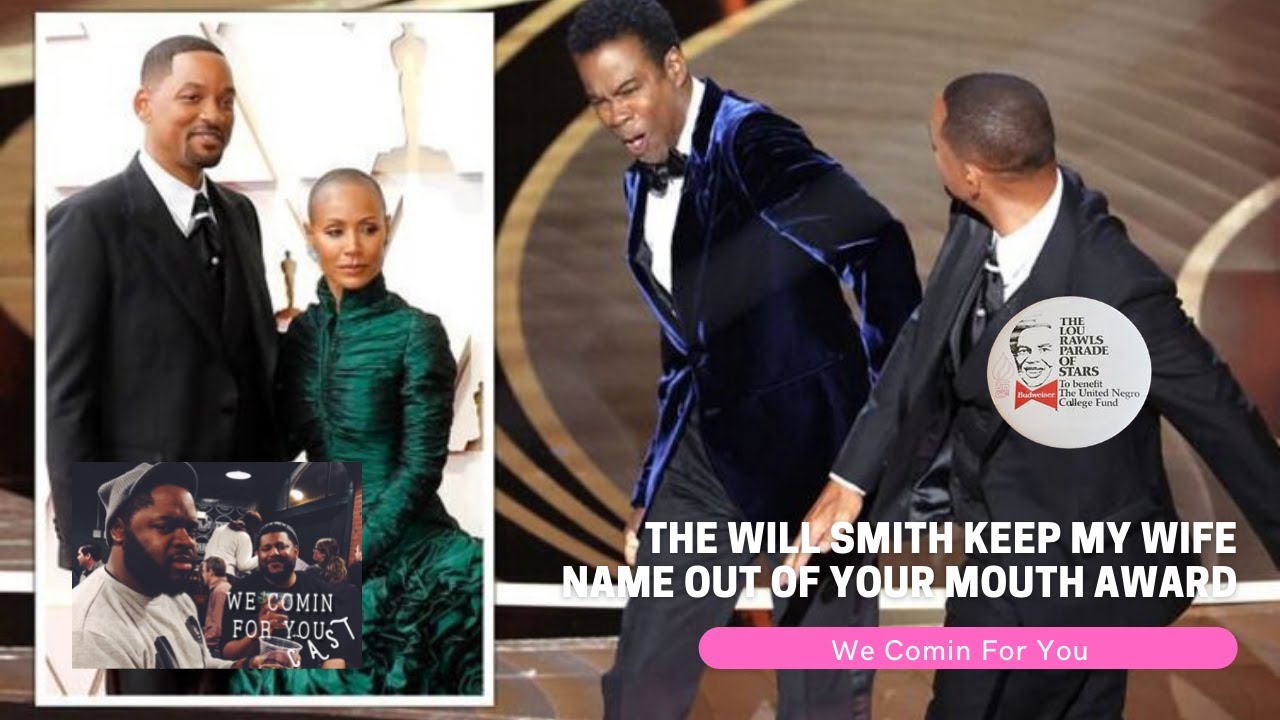 THE
LOU
RAWLS
PARADE
OF
STARS
To benefit
The United Negro
College Fund
Budweiser
THE WILL SMITH KEEP MY WIFE
NAME OUT OF YOUR MOUTH AWARD
We Comin For You
WE COMIN
FOR YOU
CAST